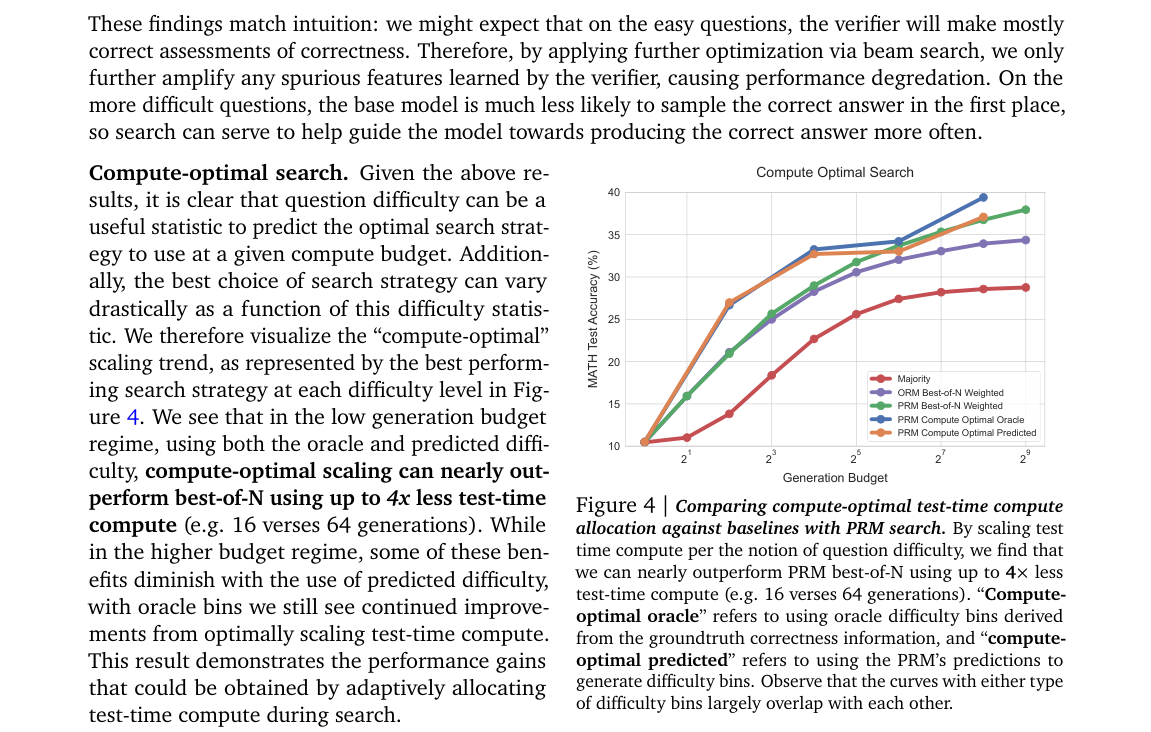 These findings match intuition: we might expect that on the easy questions, the verifier will make mostly
correct assessments of correctness. Therefore, by applying further optimization via beam search, we only
further amplify any spurious features learned by the verifier, causing performance degredation. On the
more difficult questions, the base model is much less likely to sample the correct answer in the first place,
so search can serve to help guide the model towards producing the correct answer more often.
Compute-optimal search. Given the above re-
sults, it is clear that question difficulty can be a
useful statistic to predict the optimal search strat-
egy to use at a given compute budget. Addition-
ally, the best choice of search strategy can vary
drastically as a function of this difficulty statis-
tic. We therefore visualize the “compute-optimal”
scaling trend, as represented by the best perform-
ing search strategy at each difficulty level in Fig-
ure 4. We see that in the low generation budget
regime, using both the oracle and predicted diffi-
culty, compute-optimal scaling can nearly out-
perform best-of-N using up to 4x less test-time
compute (e.g. 16 verses 64 generations). While
in the higher budget regime, some of these ben-
efits diminish with the use of predicted difficulty,
with oracle bins we still see continued improve-
ments from optimally scaling test-time compute.
This result demonstrates the performance gains
that could be obtained by adaptively allocating
test-time compute during search.
Compute Optimal Search
MATH Test Accuracy (%)
40
35
30
25
20
15
10
Majority
ORM Best-of-N Weighted
PRM Best-of-N Weighted
PRM Compute Optimal Oracle
PRM Compute Optimal Predicted
2¹ 2³ 2⁵ 2⁷ 2⁹
Generation Budget
Figure 4 | Comparing compute-optimal test-time compute
allocation against baselines with PRM search. By scaling test
time compute per the notion of question difficulty, we find that
we can nearly outperform PRM best-of-N using up to 4× less
test-time compute (e.g. 16 verses 64 generations). “Compute-
optimal oracle” refers to using oracle difficulty bins derived
from the groundtruth correctness information, and “compute-
optimal predicted” refers to using the PRM’s predictions to
generate difficulty bins. Observe that the curves with either type
of difficulty bins largely overlap with each other.